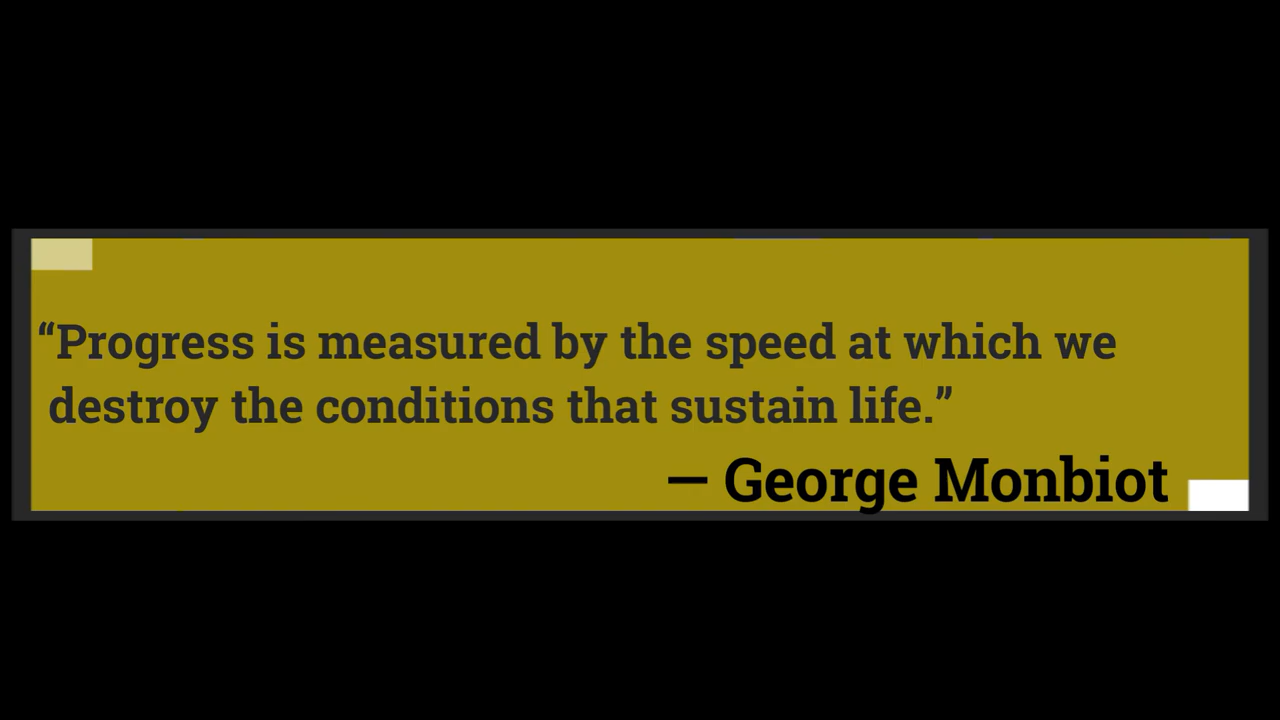 “Progress is measured by the speed at which we
destroy the conditions that sustain life.”
— George Monbiot